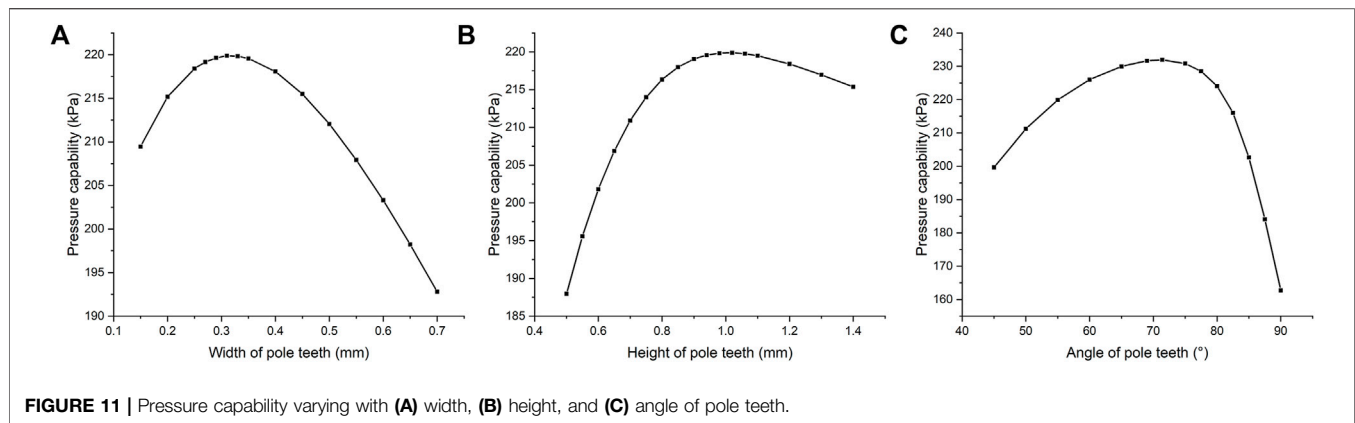 A
Pressure capability (kPa)
220
215
210
205
200
195
190
0.1 0.2 0.3 0.4 0.5 0.6 0.7
Width of pole teeth (mm)
B
Pressure capability (kPa)
220
215
210
205
200
195
190
185
0.4 0.6 0.8 1.0 1.2 1.4
Height of pole teeth (mm)
C
Pressure capability (kPa)
240
230
220
210
200
190
180
170
160
40 50 60 70 80 90
Angle of pole teeth (°)
FIGURE 11 | Pressure capability varying with (A) width, (B) height, and (C) angle of pole teeth.